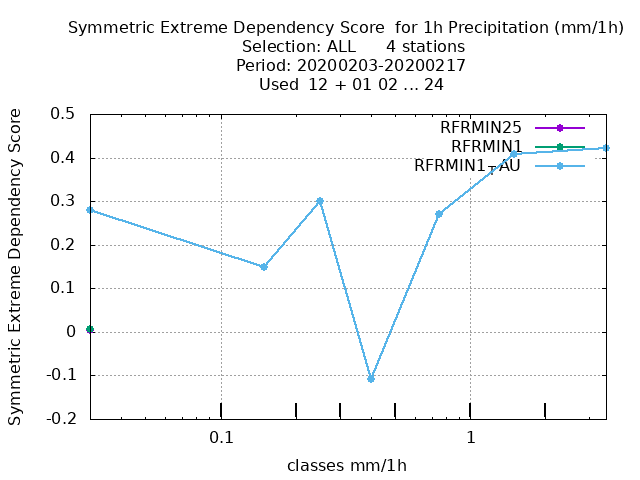 Symmetric Extreme Dependency Score  for 1h Precipitation (mm/1h)
Selection: ALL      4 stations
Period: 20200203-20200217
Used  12 + 01 02 ... 24
Symmetric Extreme Dependency Score
0.5
0.4
0.3
0.2
0.1
0
-0.1
-0.2
RFRMIN25
RFRMIN1
RFRMIN1-AU
0.1
1
classes mm/1h